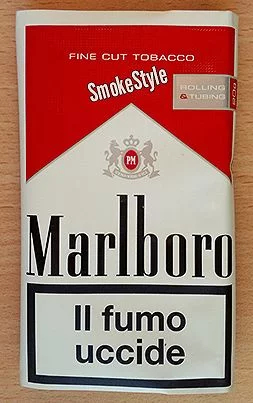 FINE CUT TOBACCO
SmokeStyle
ROLLING
& TUBING
PM
Marlboro
Il fumo
uccide